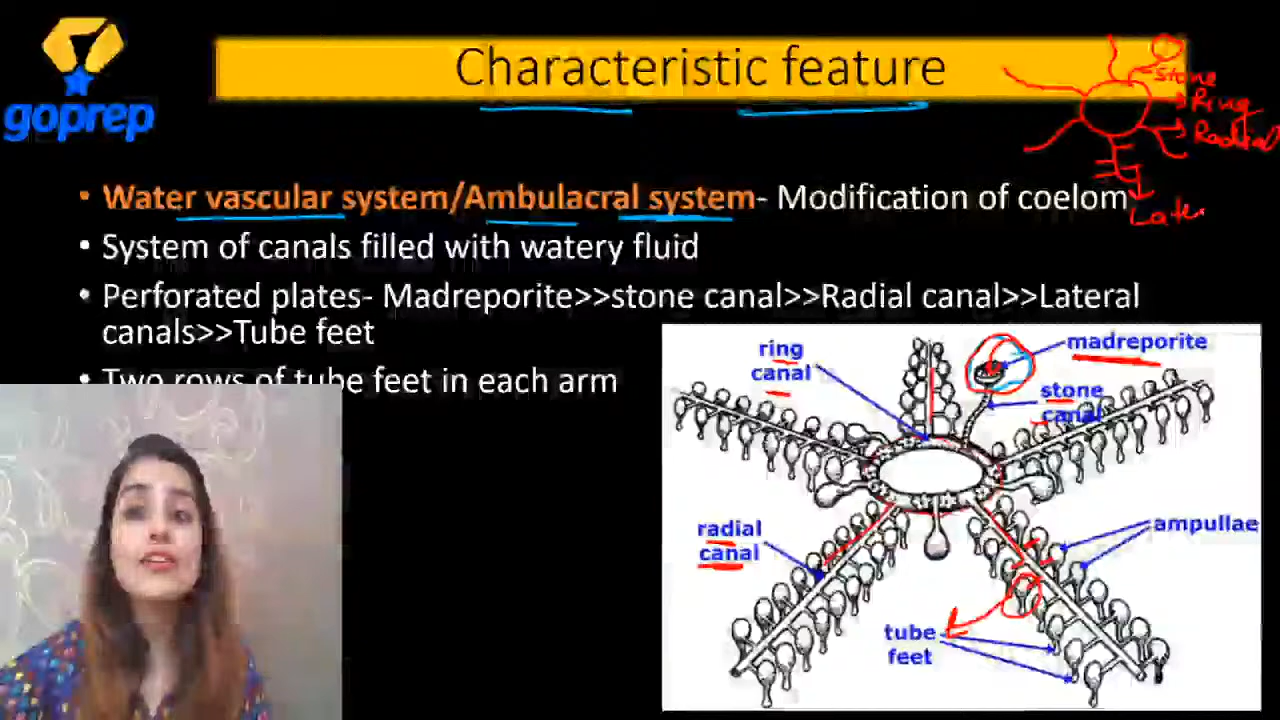 goprep
Characteristic feature
stone
Ring
Radial
Late
• Water vascular system/Ambulacral system- Modification of coelom
• System of canals filled with watery fluid
• Perforated plates- Madreporite>>stone canal>>Radial canal>>Lateral
canals>>Tube feet
• Two rows of tube feet in each arm
ring
canal
madreporite
stone
canal
radial
canal
ampullae
tube
feet